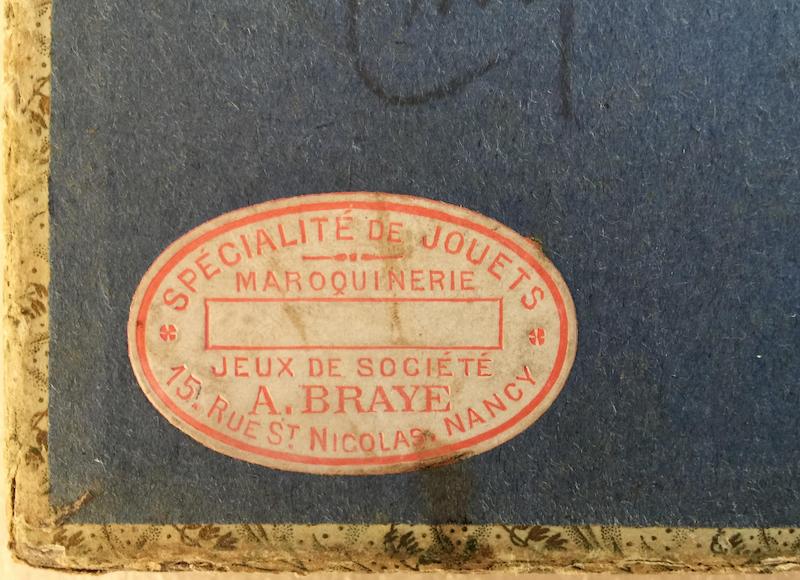 SPÉCIALITÉ DE JOUETS
MAROQUINERIE
JEUX DE SOCIÉTÉ
A. BRAYE
15, RUE ST NICOLAS, NANCY